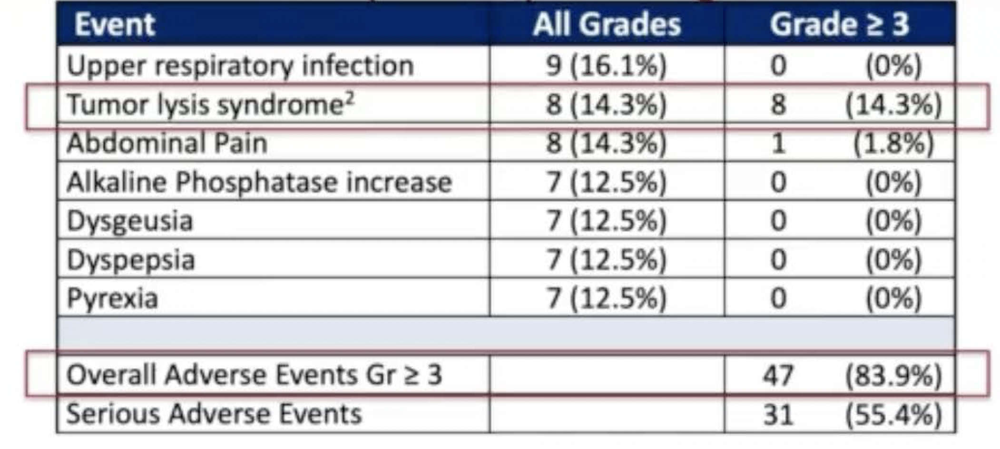 Event All Grades Grade ≥ 3
Upper respiratory infection 9 (16.1%) 0 (0%)
Tumor lysis syndrome² 8 (14.3%) 8 (14.3%)
Abdominal Pain 8 (14.3%) 1 (1.8%)
Alkaline Phosphatase increase 7 (12.5%) 0 (0%)
Dysgeusia 7 (12.5%) 0 (0%)
Dyspepsia 7 (12.5%) 0 (0%)
Pyrexia 7 (12.5%) 0 (0%)
Overall Adverse Events Gr ≥ 3 47 (83.9%)
Serious Adverse Events 31 (55.4%)